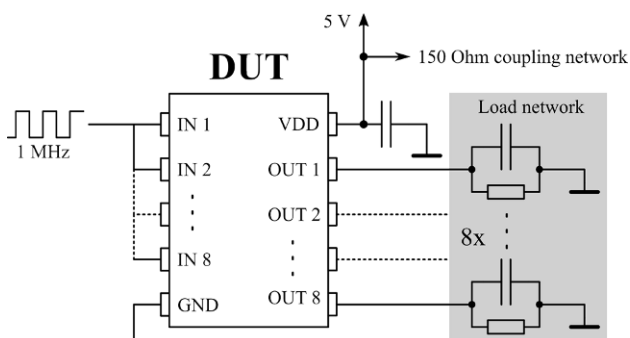 5 V
150 Ohm coupling network
DUT
Load network
1 MHz
IN 1
VDD
IN 2
OUT 1
OUT 2
8x
IN 8
GND
OUT 8